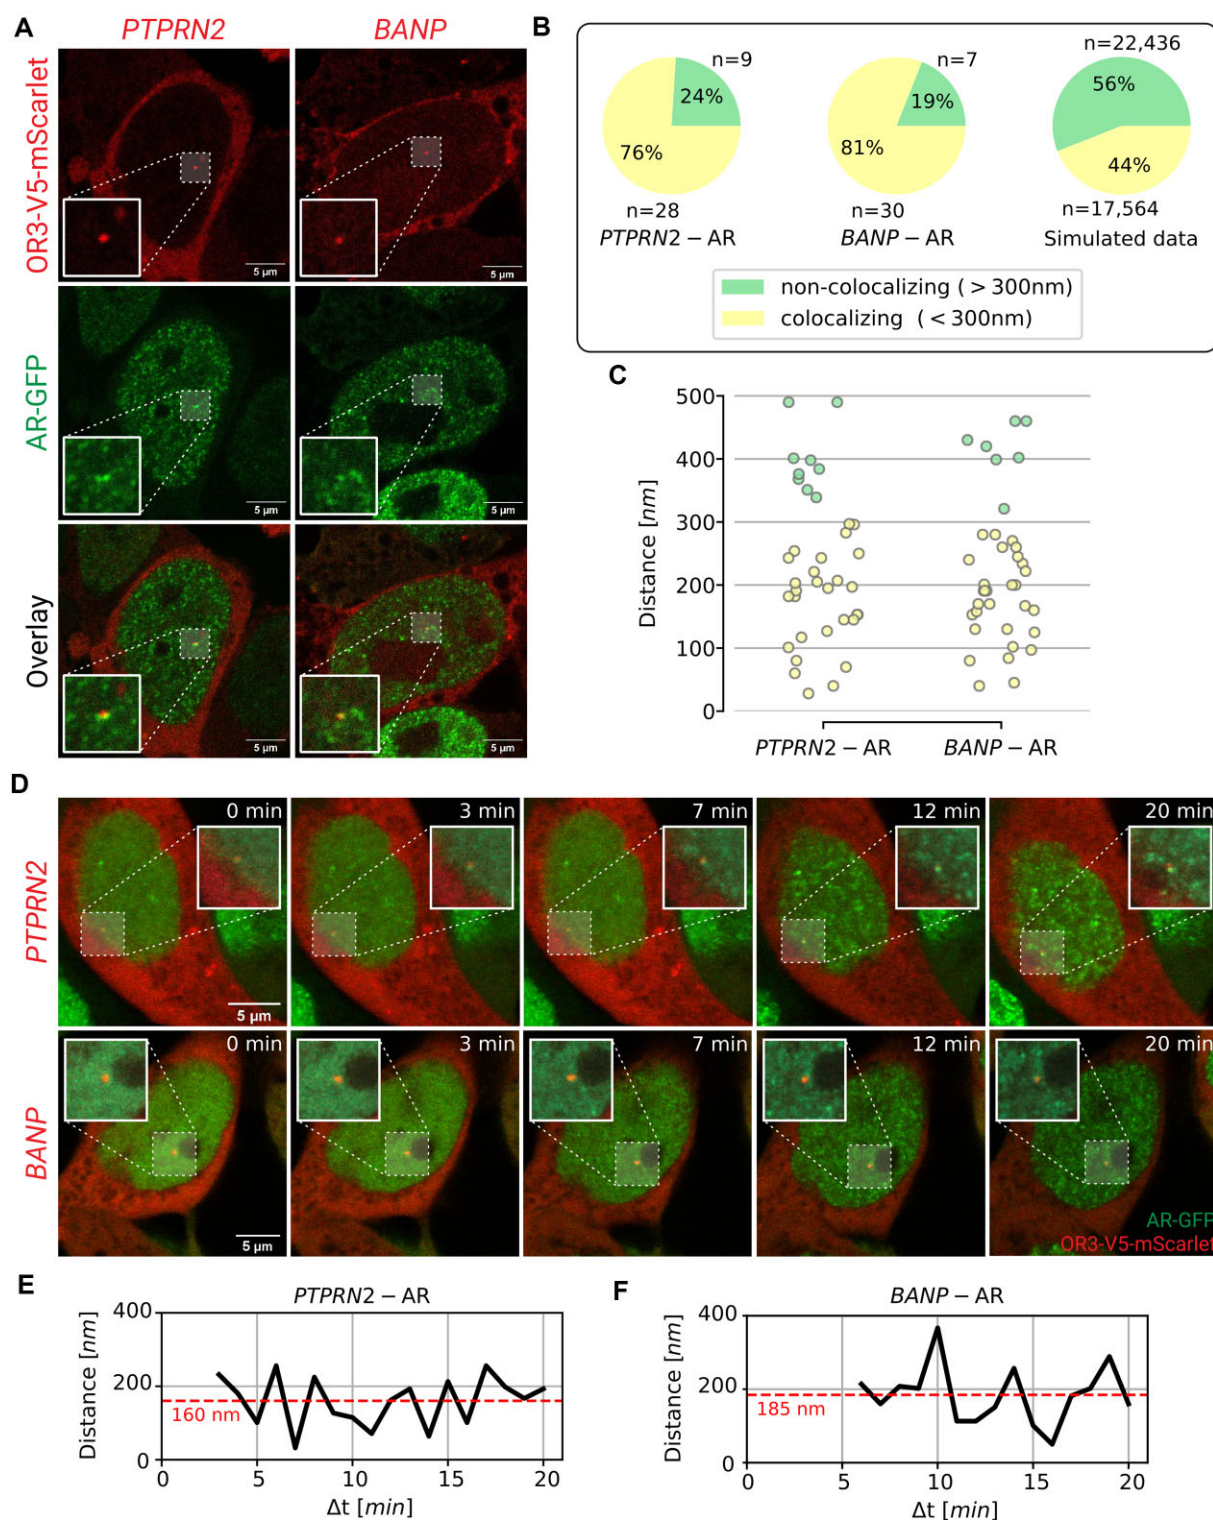 A
PTPRN2
BANP
OR3-V5-mScarlet
5 µm
5 µm
AR-GFP
5 µm
5 µm
Overlay
5 µm
5 µm
B
n=9
24%
76%
n=28
PTPRN2 – AR
n=7
19%
81%
n=30
BANP – AR
n=22,436
56%
44%
n=17,564
Simulated data
non-colocalizing ( > 300nm)
colocalizing ( < 300nm)
C
Distance [nm]
500
400
300
200
100
0
PTPRN2 – AR
BANP – AR
D
PTPRN2
0 min
3 min
7 min
12 min
20 min
5 µm
BANP
0 min
3 min
7 min
12 min
20 min
5 µm
AR-GFP
OR3-V5-mScarlet
E
PTPRN2 – AR
Distance [nm]
400
200
0
160 nm
0 5 10 15 20
Δt [min]
F
BANP – AR
Distance [nm]
400
200
0
185 nm
0 5 10 15 20
Δt [min]